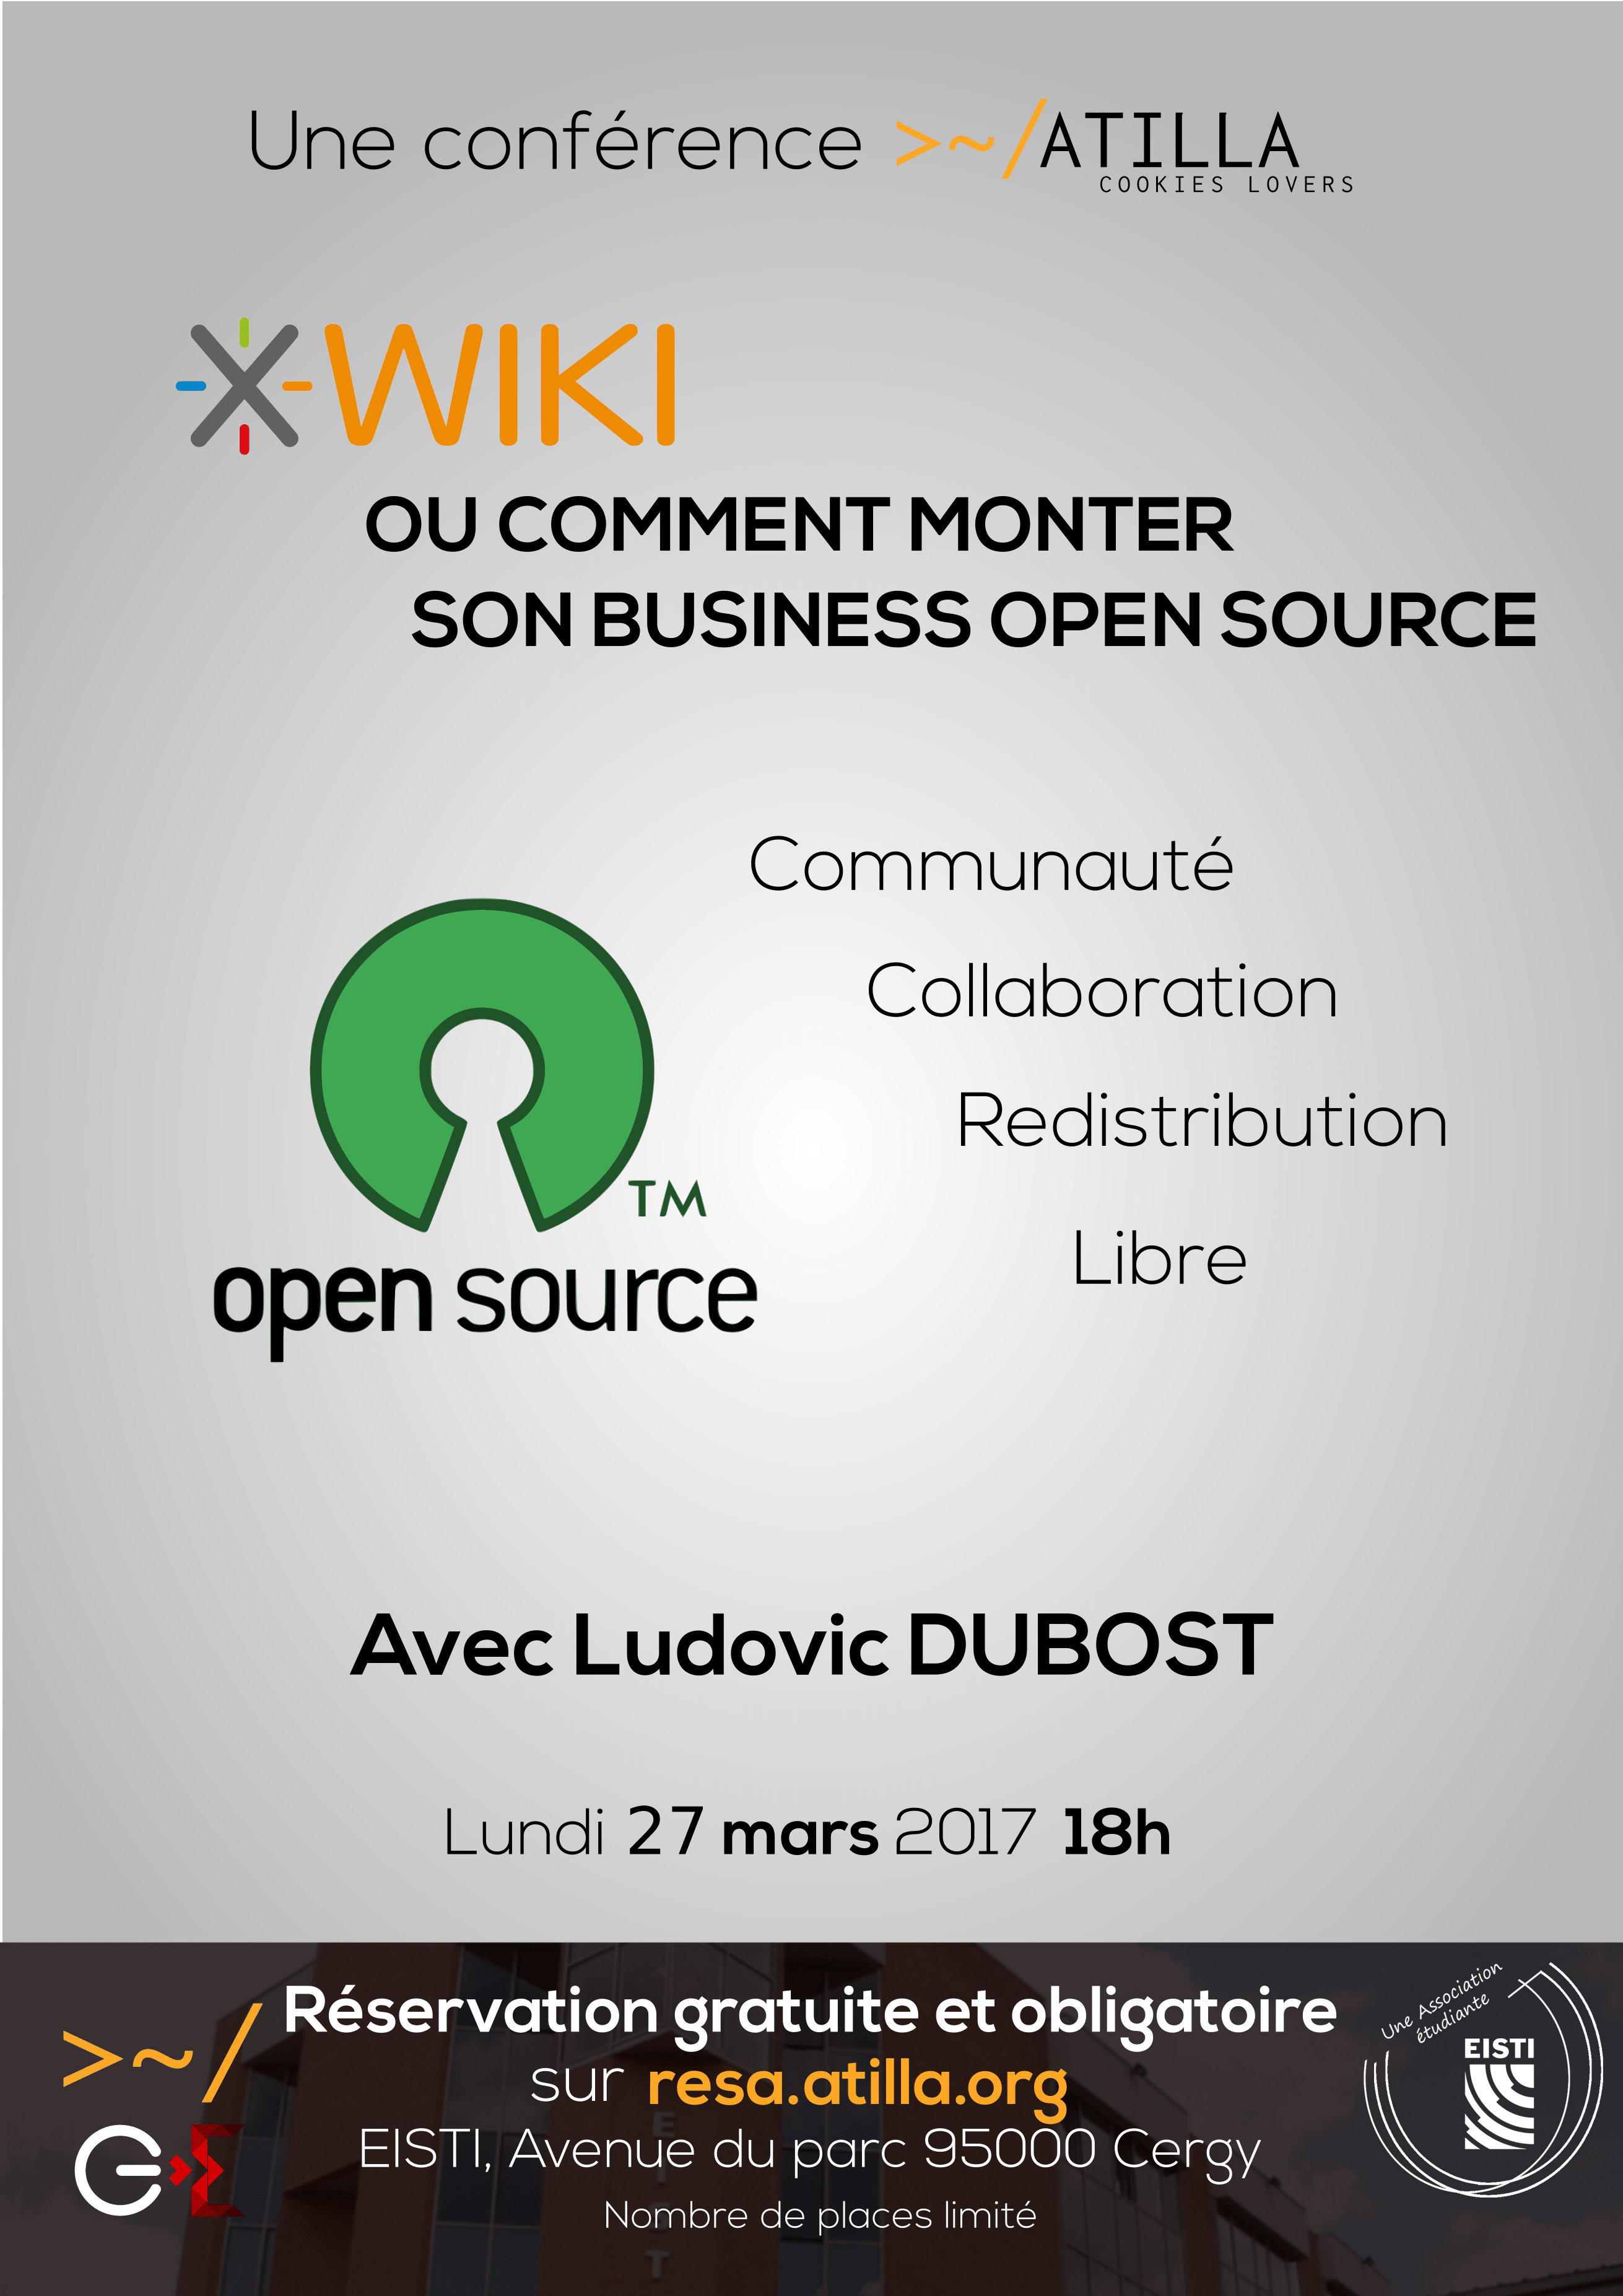 Une conférence >~/ATILLA
COOKIES LOVERS
XWIKI
OU COMMENT MONTER
SON BUSINESS OPEN SOURCE
Communauté
Collaboration
Redistribution
Libre
TM
open source
Avec Ludovic DUBOST
Lundi 27 mars 2017 18h
Réservation gratuite et obligatoire
sur resa.atilla.org
EISTI, Avenue du parc 95000 Cergy
Nombre de places limité
>~/
Une Association
étudiante
EISTI